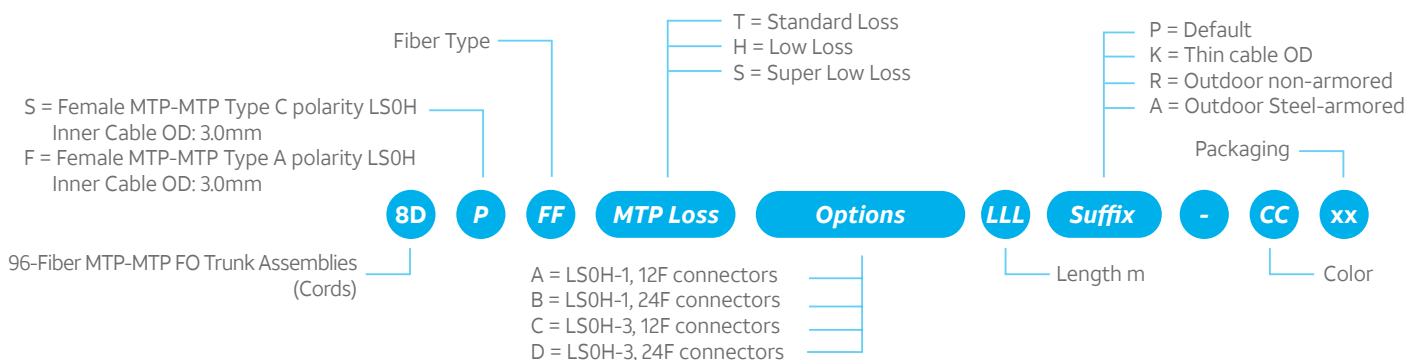 T = Standard Loss
H = Low Loss
S = Super Low Loss
Fiber Type
P = Default
K = Thin cable OD
R = Outdoor non-armored
A = Outdoor Steel-armored
S = Female MTP-MTP Type C polarity LS0H
Inner Cable OD: 3.0mm
F = Female MTP-MTP Type A polarity LS0H
Inner Cable OD: 3.0mm
Packaging
8D P FF MTP Loss Options LLL Suffix - CC xx
96-Fiber MTP-MTP FO Trunk Assemblies
(Cords)
A = LS0H-1, 12F connectors
B = LS0H-1, 24F connectors
C = LS0H-3, 12F connectors
D = LS0H-3, 24F connectors
Length m
Color